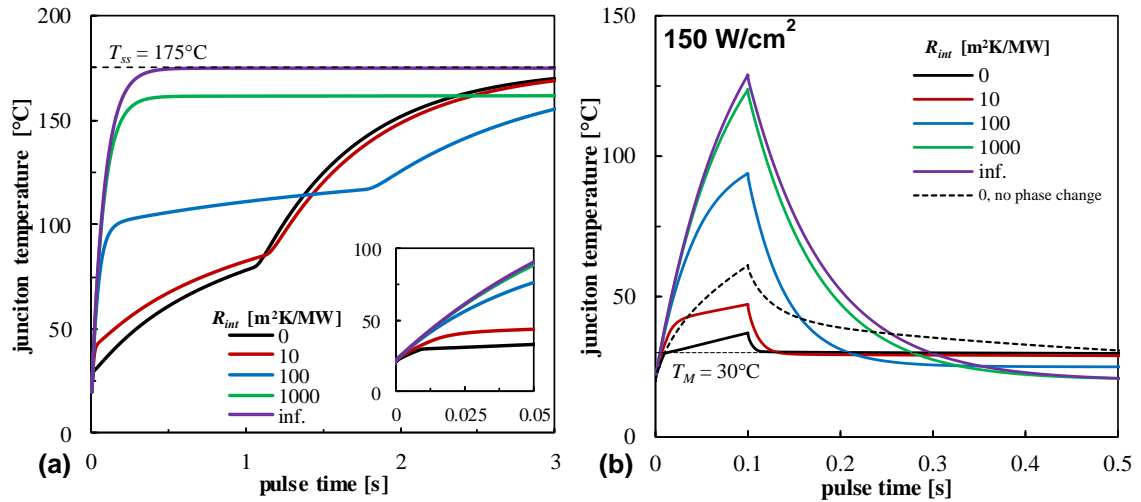 200
150
100
50
0
junciton temperature [°C]
T_ss = 175°C
R_int [m²K/MW]
0
10
100
1000
inf.
100
50
0
0
0.025
0.05
0
1
2
3
pulse time [s]
(a)
150
100
50
0
junciton temperature [°C]
150 W/cm²
R_int [m²K/MW]
0
10
100
1000
inf.
0, no phase change
T_M = 30°C
0
0.1
0.2
0.3
0.4
0.5
pulse time [s]
(b)